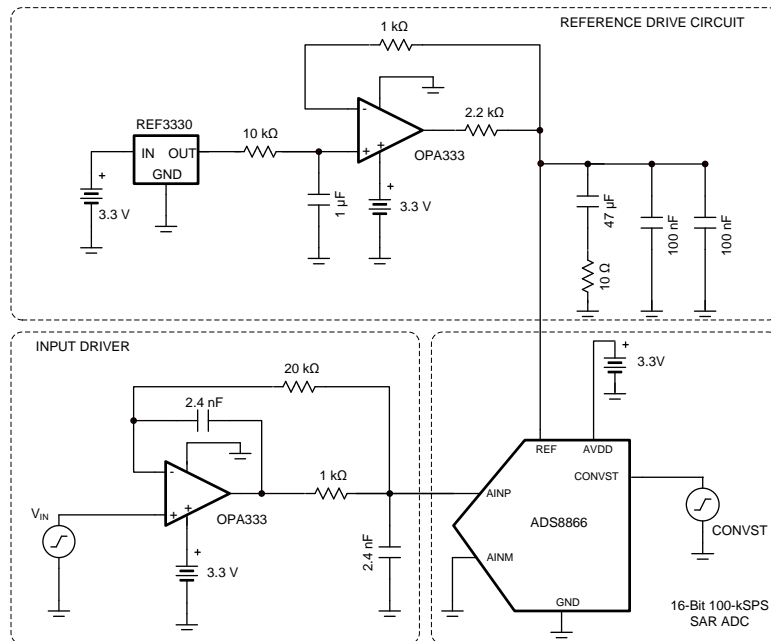 REFERENCE DRIVE CIRCUIT
1 kΩ
REF3330
IN OUT
GND
+
3.3 V
10 kΩ
1 µF
-
+
+
OPA333
+
3.3 V
2.2 kΩ
47 µF
10 Ω
100 nF
100 nF
INPUT DRIVER
20 kΩ
2.4 nF
-
+
+
OPA333
1 kΩ
VIN
+
3.3 V
2.4 nF
+
3.3V
REF
AVDD
CONVST
AINP
ADS8866
AINM
GND
CONVST
16-Bit 100-kSPS
SAR ADC